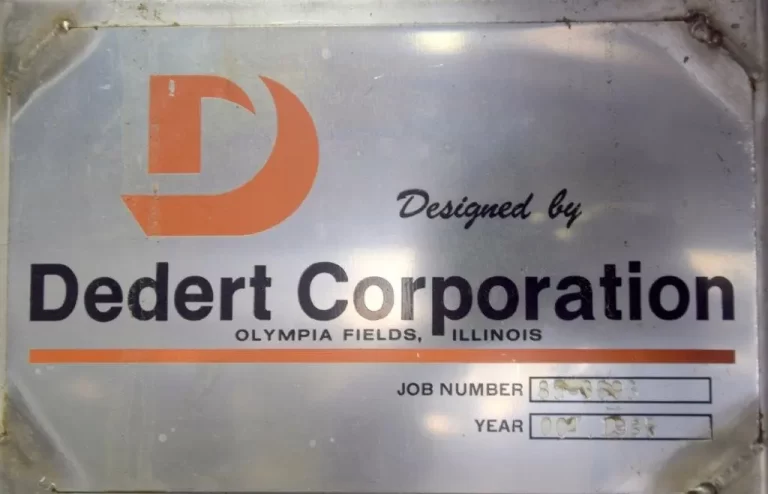 Designed by
Dedert Corporation
OLYMPIA FIELDS, ILLINOIS
JOB NUMBER
YEAR